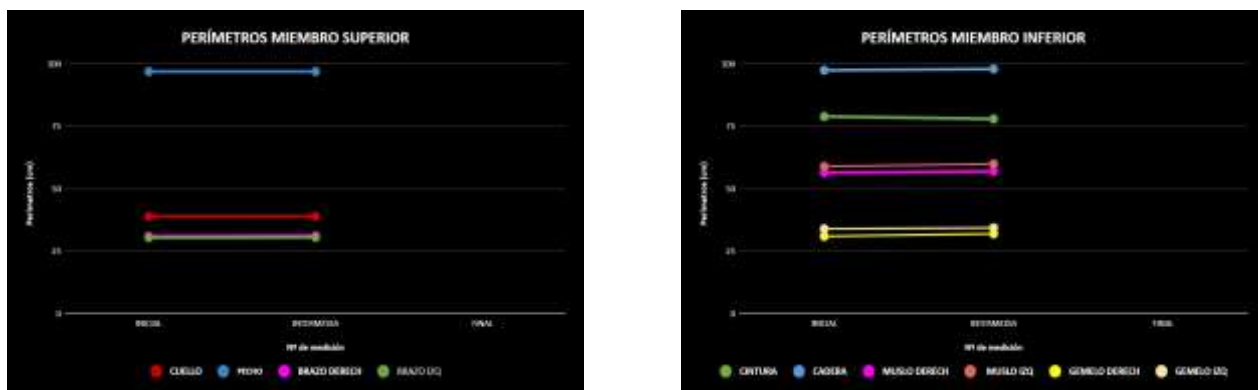 PERÍMETROS MIEMBRO SUPERIOR
100
75
50
25
0
Perímetros (cm)
INICIAL INTERMEDIA FINAL
Nº de medición
CUELLO PECHO BRAZO DERECH BRAZO IZQ
PERÍMETROS MIEMBRO INFERIOR
100
75
50
25
0
Perímetros (cm)
INICIAL INTERMEDIA FINAL
Nº de medición
CINTURA CADERA MUSLO DERECH MUSLO IZQ GEMELO DERECH GEMELO IZQ